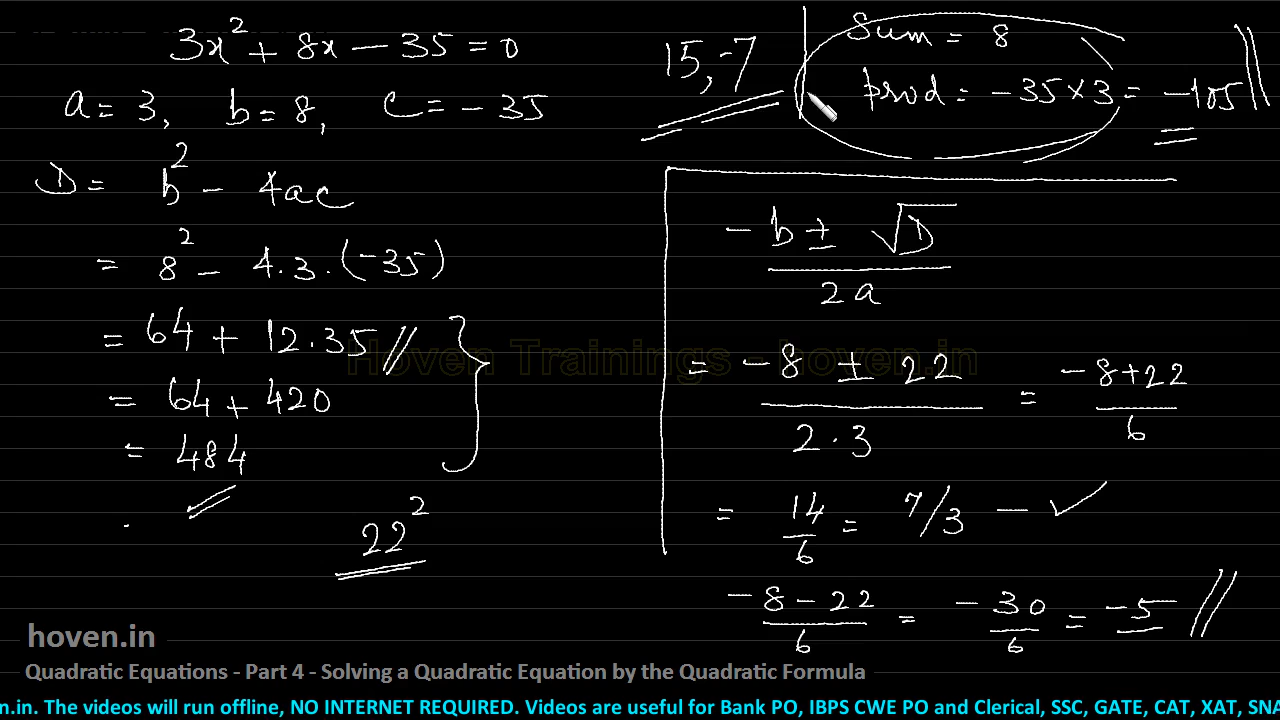 3x² + 8x − 35 = 0
a = 3, b = 8, c = − 35
D = b² − 4ac
= 8² − 4.3.(−35)
= 64 + 12.35
= 64 + 420
= 484
22²
15, −7
Sum = 8
prod = −35 × 3 = −105
−b ± √D
2a
= −8 ± 22 = −8+22
2·3 6
= 14 = 7/3 — ✓
6
−8 − 22 = −30 = −5
6 6
Hoven Trainings - hoven.in
hoven.in
Quadratic Equations - Part 4 - Solving a Quadratic Equation by the Quadratic Formula
n.in. The videos will run offline, NO INTERNET REQUIRED. Videos are useful for Bank PO, IBPS CWE PO and Clerical, SSC, GATE, CAT, XAT, SNA